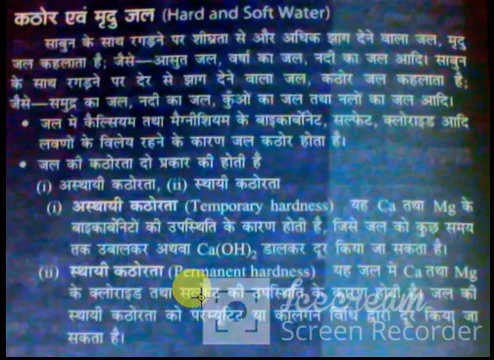 कठोर एवं मृदु जल (Hard and Soft Water)
साबुन के साथ रगड़ने पर शीघ्रता से और अधिक झाग देने वाला जल, मृदु
जल कहलाता है; जैसे—आसुत जल, वर्षा का जल, नदी का जल आदि। साबुन
के साथ रगड़ने पर देर से झाग देने वाला जल, कठोर जल कहलाता है;
जैसे—समुद्र का जल, नदी का जल, कुँओं का जल तथा नलों का जल आदि।
• जल में कैल्सियम तथा मैग्नीशियम के बाइकार्बोनेट, सल्फेट, क्लोराइड आदि
लवणों के विलेय रहने के कारण जल कठोर होता है।
• जल की कठोरता दो प्रकार की होती है
(i) अस्थायी कठोरता, (ii) स्थायी कठोरता
(i) अस्थायी कठोरता (Temporary hardness) यह Ca तथा Mg के
बाइकार्बोनेटों की उपस्थिति के कारण होती है, जिसे जल को कुछ समय
तक उबालकर अथवा Ca(OH)₂ डालकर दूर किया जा सकता है।
(ii) स्थायी कठोरता (Permanent hardness) यह जल में Ca तथा Mg
के क्लोराइड तथा सल्फेट की उपस्थिति के कारण होती है। जल की
स्थायी कठोरता को परम्यूटिट या कालगन विधि द्वारा दूर किया जा
सकता है।
Icecream
Screen Recorder